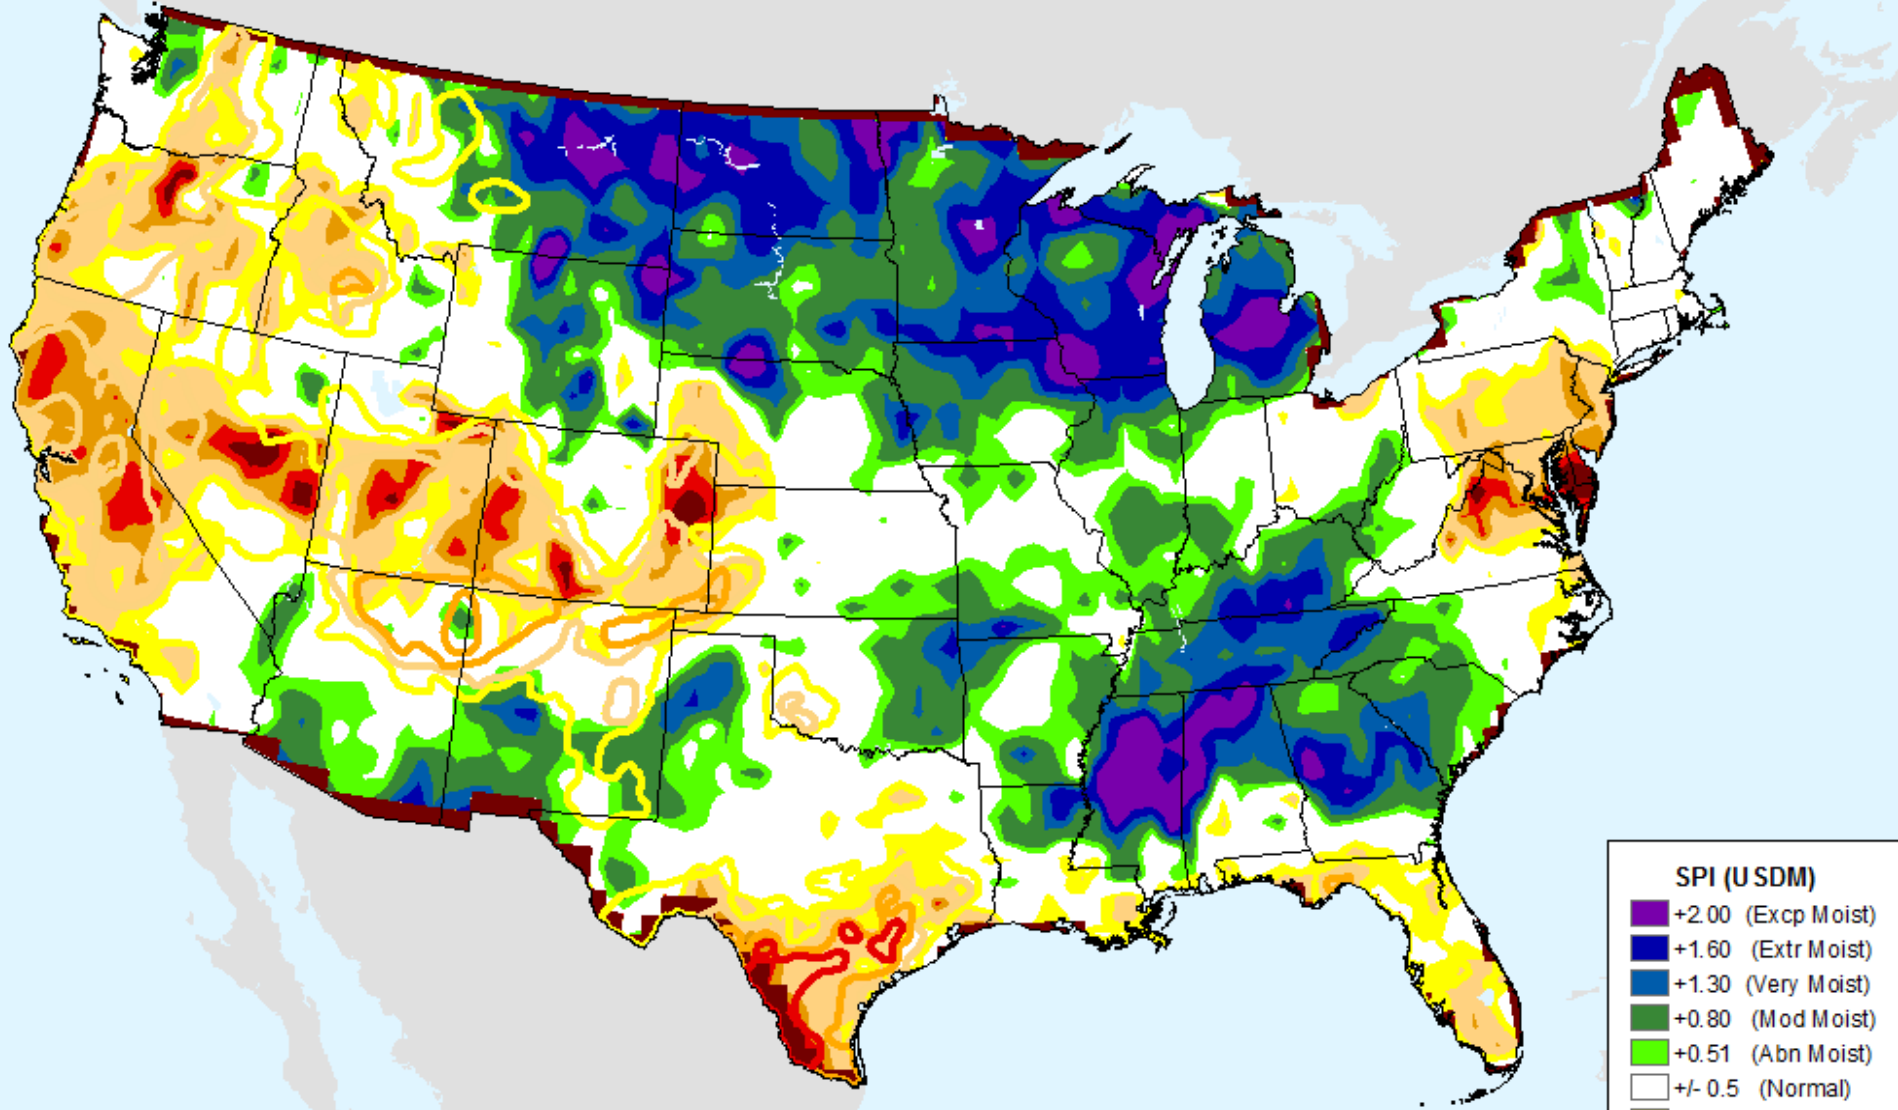 SPI (USDM)
+2.00 (Excp Moist)
+1.60 (Extr Moist)
+1.30 (Very Moist)
+0.80 (Mod Moist)
+0.51 (Abn Moist)
+/- 0.5 (Normal)